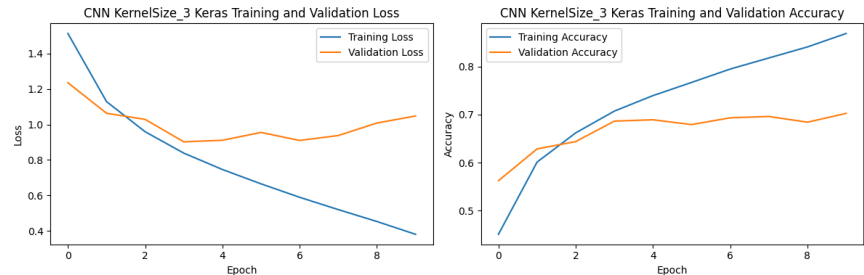 CNN KernelSize_3 Keras Training and Validation Loss
Training Loss
Validation Loss
1.4
1.2
1.0
0.8
0.6
0.4
Loss
0
2
4
6
8
Epoch
CNN KernelSize_3 Keras Training and Validation Accuracy
Training Accuracy
Validation Accuracy
0.8
0.7
0.6
0.5
Accuracy
0
2
4
6
8
Epoch